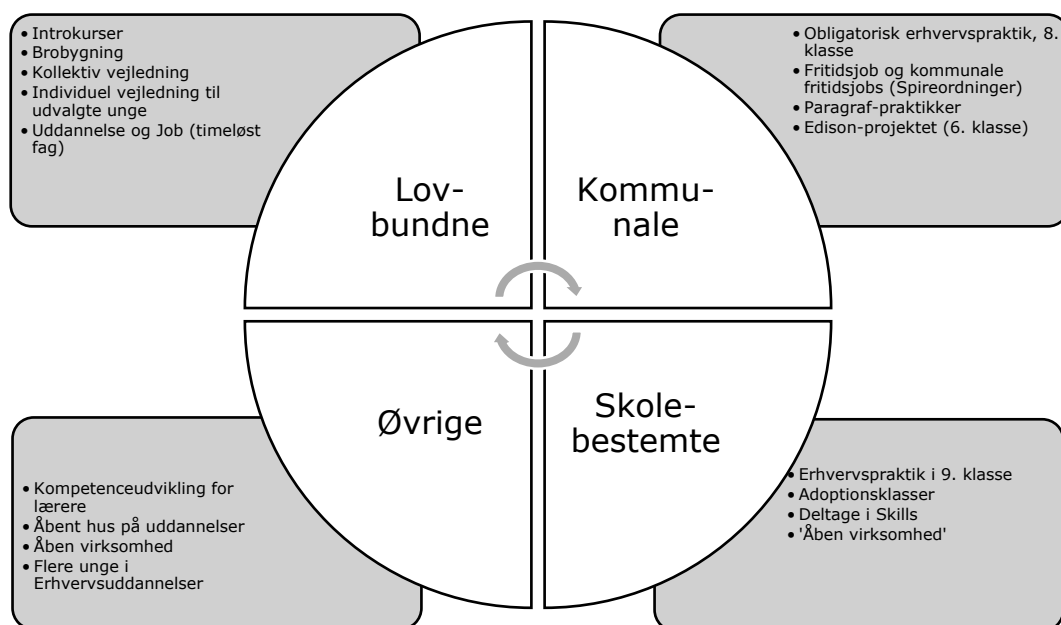 • Introkurser
• Brobygning
• Kollektiv vejledning
• Individuel vejledning til
udvalgte unge
• Uddannelse og Job (timeløst
fag)
• Obligatorisk erhvervspraktik, 8.
klasse
• Fritidsjob og kommunale
fritidsjobs (Spireordninger)
• Paragraf-praktikker
• Edison-projektet (6. klasse)
Lov-
bundne
Kommu-
nale
Øvrige
Skole-
bestemte
• Kompetenceudvikling for
lærere
• Åbent hus på uddannelser
• Åben virksomhed
• Flere unge i
Erhvervsuddannelser
• Erhvervspraktik i 9. klasse
• Adoptionsklasser
• Deltage i Skills
• 'Åben virksomhed'